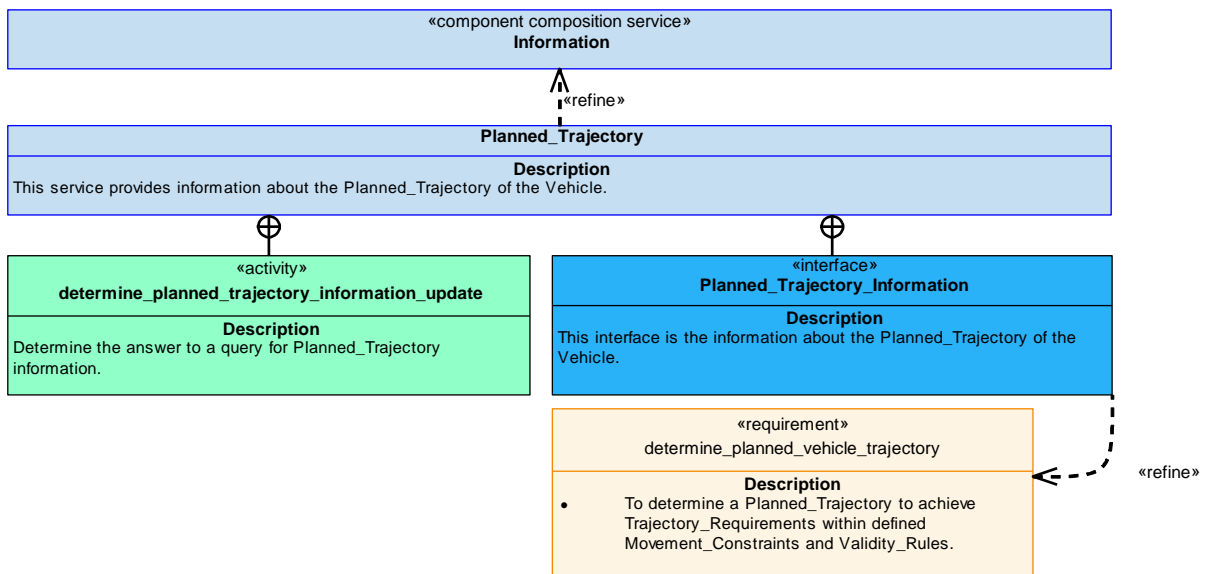 «component composition service»
Information
«refine»
Planned_Trajectory
Description
This service provides information about the Planned_Trajectory of the Vehicle.
«activity»
determine_planned_trajectory_information_update
Description
Determine the answer to a query for Planned_Trajectory
information.
«interface»
Planned_Trajectory_Information
Description
This interface is the information about the Planned_Trajectory of the
Vehicle.
«requirement»
determine_planned_vehicle_trajectory
Description
• To determine a Planned_Trajectory to achieve
Trajectory_Requirements within defined
Movement_Constraints and Validity_Rules.
«refine»